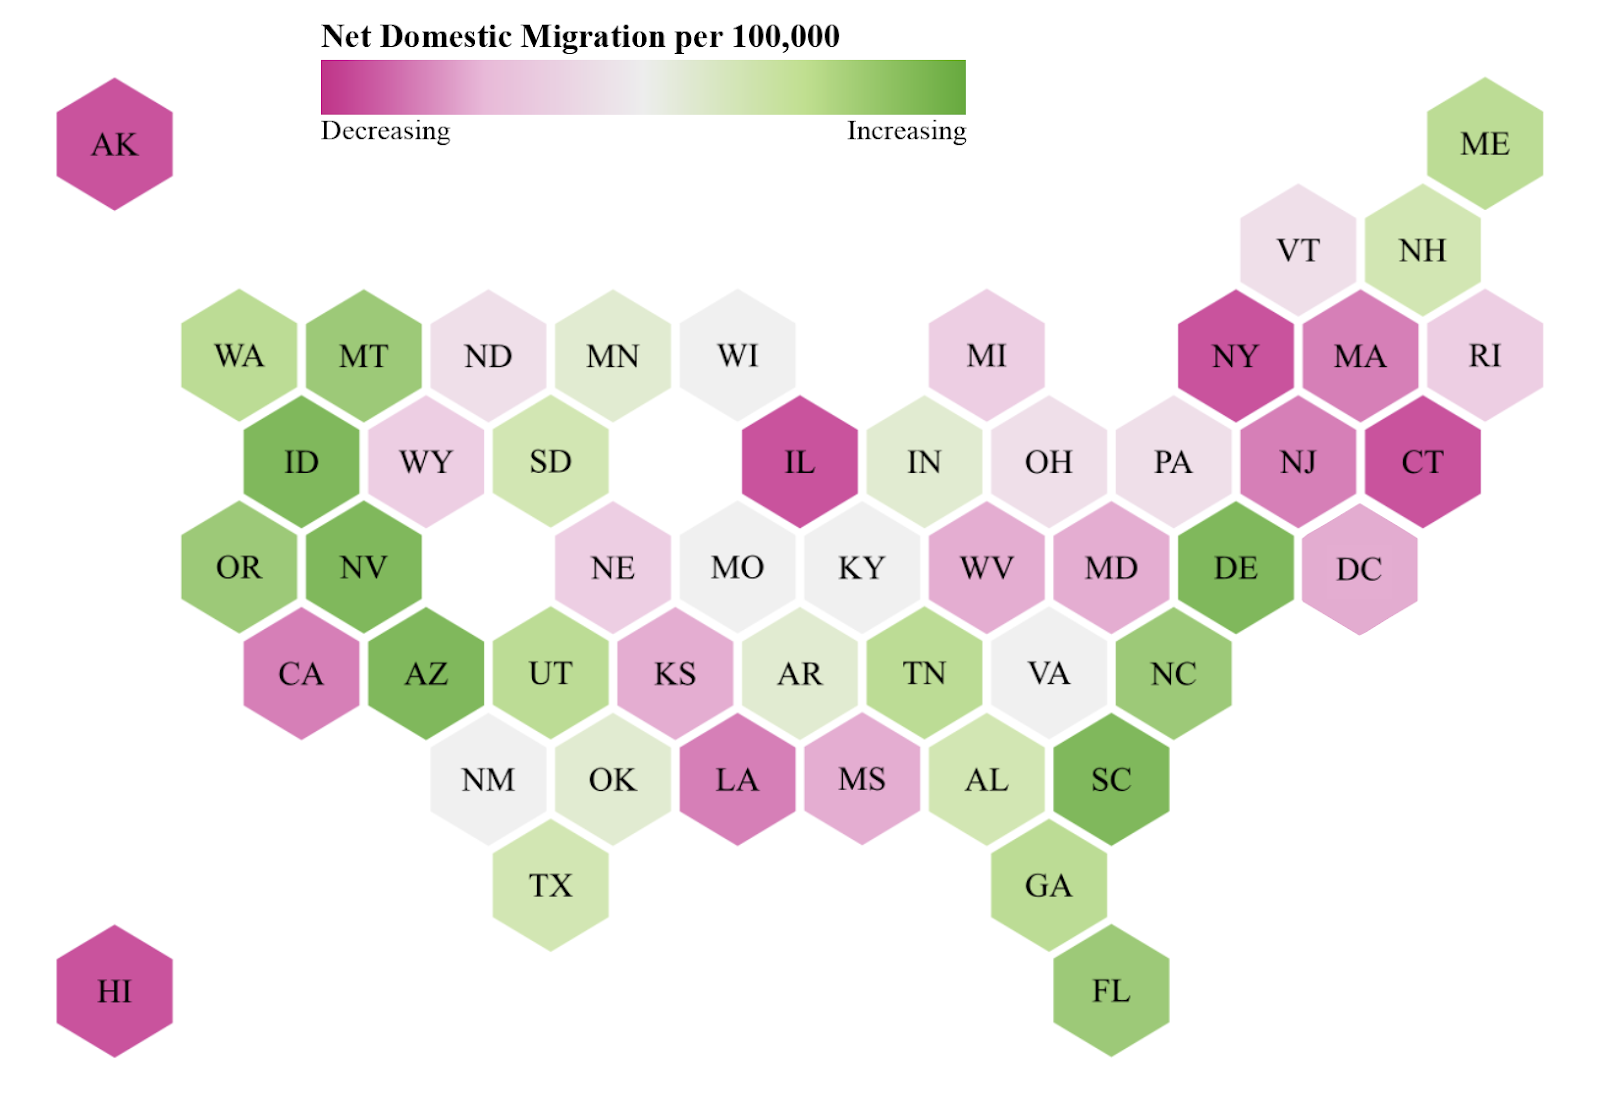 Net Domestic Migration per 100,000
Decreasing Increasing
AK ME
VT NH
WA MT ND MN WI MI NY MA RI
ID WY SD IL IN OH PA NJ CT
OR NV NE MO KY WV MD DE DC
CA AZ UT KS AR TN VA NC
NM OK LA MS AL SC
TX GA
HI FL